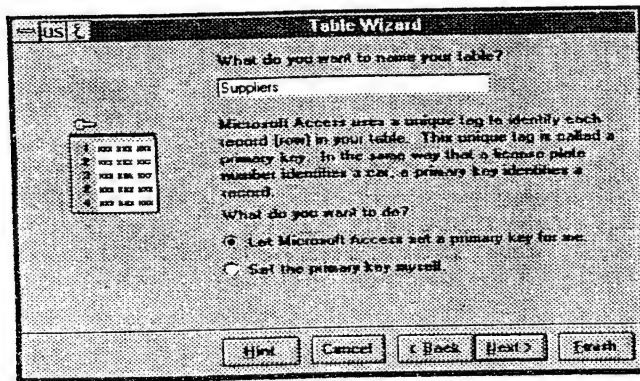 US
Table Wizard
What do you want to name your table?
Suppliers
Microsoft Access uses a unique tag to identify each
record (row) in your table. This unique tag is called a
primary key. In the same way that a license plate
number identifies a car, a primary key identifies a
record.
What do you want to do?
Let Microsoft Access set a primary key for me.
Set the primary key myself.
Hint
Cancel
< Back
Next >
Finish